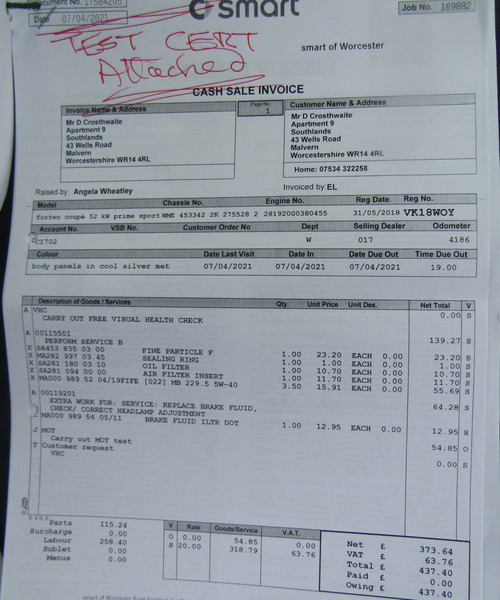 Document No. 17584205
Date 07/04/2021
smart
Job No. 169882
TEST CERT
Attached
smart of Worcester
CASH SALE INVOICE
Invoice Name & Address
Mr D Crosthwaite
Apartment 9
Southlands
43 Wells Road
Malvern
Worcestershire WR14 4RL
Page No.
1
Customer Name & Address
Mr D Crosthwaite
Apartment 9
Southlands
43 Wells Road
Malvern
Worcestershire WR14 4RL
Home: 07534 322258
Raised by: Angela Wheatley
Invoiced by: EL
Model Chassis No. Engine No. Reg Date. Reg No.
fortwo coupé 52 kW prime sport WME 453342 2K 275528 2 281920G0380455 31/05/2018 VK18WOY
Account No. VSB No. Customer Order No Dept Selling Dealer Odometer
CI702 W 017 4186
Colour Date Last Visit Date In Date Due Out Time Due Out
body panels in cool silver met 07/04/2021 07/04/2021 07/04/2021 19.00
Description of Goods / Services Qty. Unit Price Unit Des. Net Total V
A VHC 0.00 S
CARRY OUT FREE VISUAL HEALTH CHECK
A 00115501
PERFORM SERVICE B 139.27 S
X SA453 835 03 00 FINE PARTICLE F 1.00 23.20 EACH 0.00 23.20 S
X MA282 997 03 45 SEALING RING 1.00 1.00 EACH 0.00 1.00 S
X SA281 180 03 10 OIL FILTER 1.00 10.70 EACH 0.00 10.70 S
X SA281 094 00 00 AIR FILTER INSERT 1.00 11.70 EACH 0.00 11.70 S
X MA000 989 52 04/19FIFE [022] MB 229.5 5W-40 3.50 15.91 EACH 0.00 55.69 S
A 00119201
EXTRA WORK FOR: SERVICE: REPLACE BRAKE FLUID, 64.28 S
CHECK/ CORRECT HEADLAMP ADJUSTMENT
MA000 989 56 05/11 BRAKE FLUID 1LTR DOT 1.00 12.95 EACH 0.00 12.95 S
J MOT 54.85 O
Carry out MOT test
T Customer request 0.00 S
VHC
E & O E
Parts 115.24
Surcharge 0.00
Labour 258.40
Sublet 0.00
Menus 0.00
V Rate Goods/Service V.A.T.
O 0.00 54.85 0.00
S 20.00 318.79 63.76
Net £ 373.64
VAT £ 63.76
Total £ 437.40
Paid £ 0.00
Owing £ 437.40